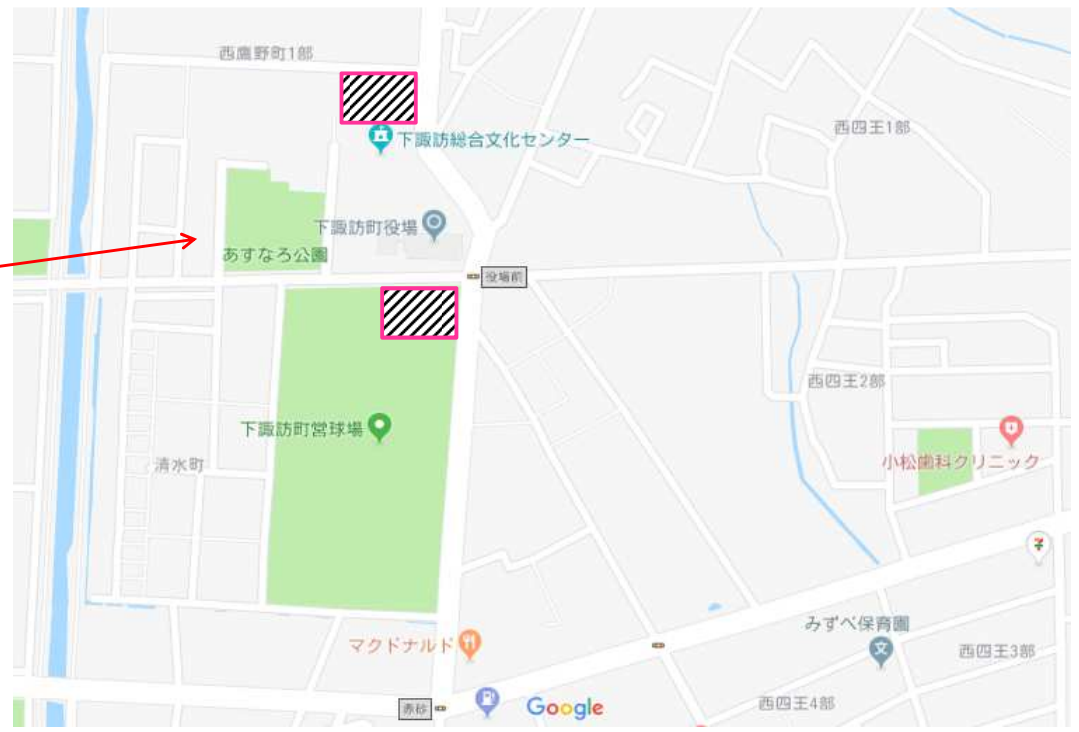 西鷹野町1部
下諏訪総合文化センター
西四王1部
下諏訪町役場
あすなろ公園
役場前
西四王2部
下諏訪町営球場
清水町
小松歯科クリニック
7
みずべ保育園
文
マクドナルド
西四王3部
赤砂
Google
西四王4部